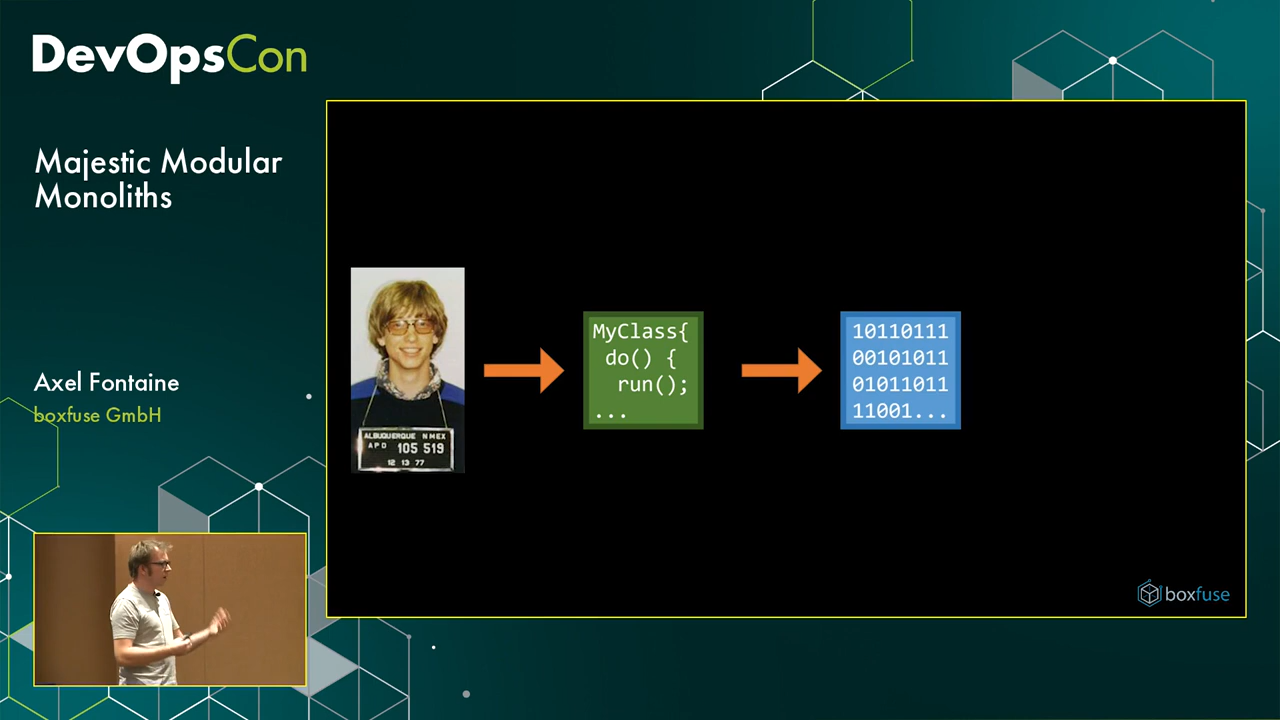 DevOpsCon
Majestic Modular
Monoliths
Axel Fontaine
boxfuse GmbH
ALBUQUERQUE N MEX
APD 105 519
12 13 77
MyClass{
do() {
run();
...
10110111
00101011
01011011
11001...
boxfuse